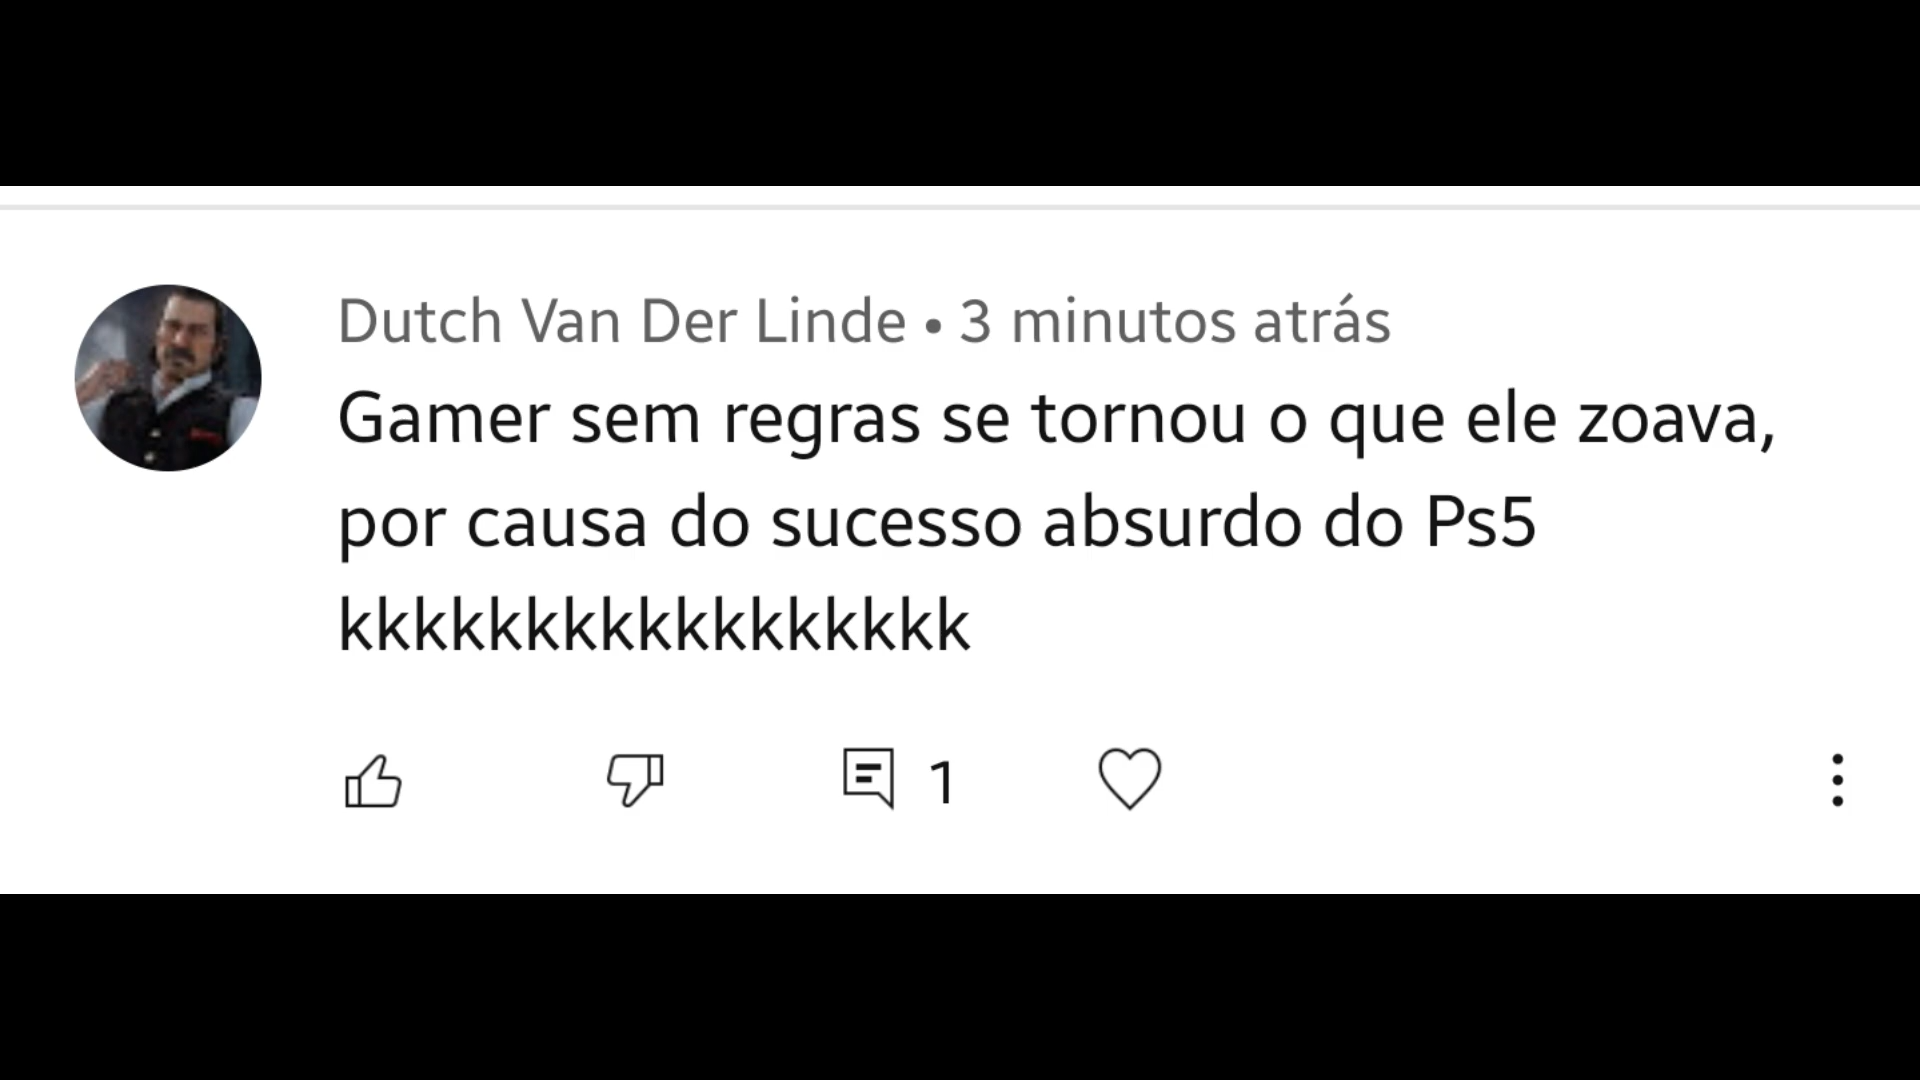 Dutch Van Der Linde • 3 minutos atrás
Gamer sem regras se tornou o que ele zoava,
por causa do sucesso absurdo do Ps5
kkkkkkkkkkkkkkkkk
1